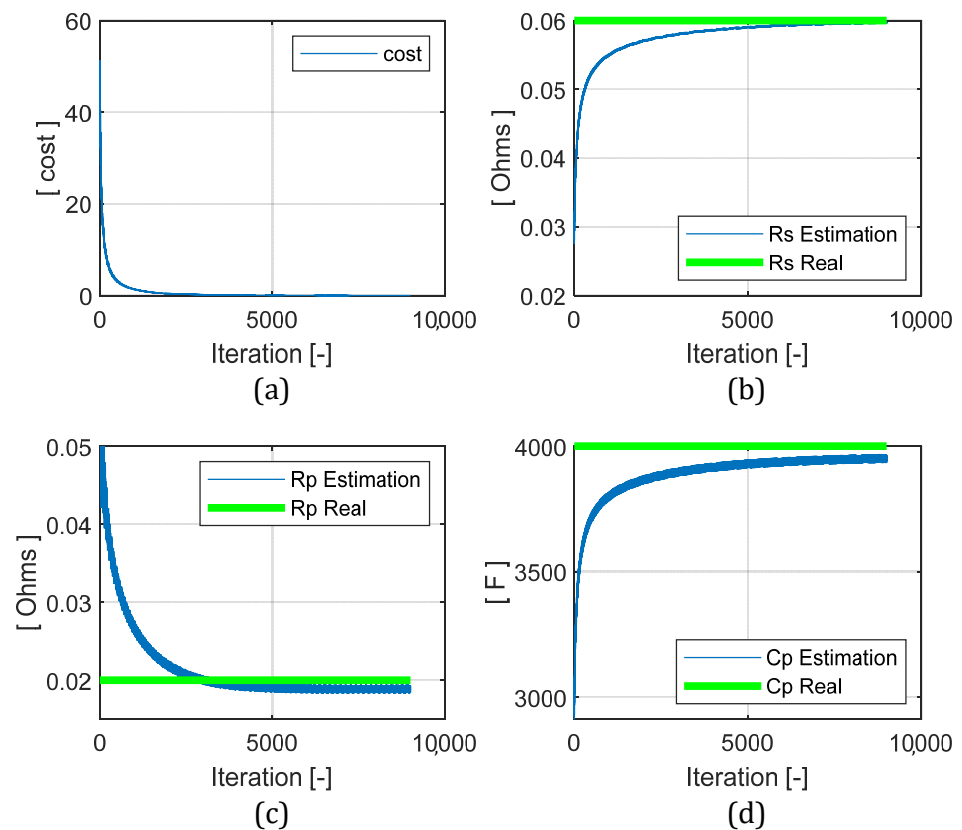 60
40
20
0
[ cost ]
cost
0
5000
10,000
Iteration [-]
(a)
0.06
0.05
0.04
0.03
0.02
[ Ohms ]
Rs Estimation
Rs Real
0
5000
10,000
Iteration [-]
(b)
0.05
0.04
0.03
0.02
[ Ohms ]
Rp Estimation
Rp Real
0
5000
10,000
Iteration [-]
(c)
4000
3500
3000
[ F ]
Cp Estimation
Cp Real
0
5000
10,000
Iteration [-]
(d)